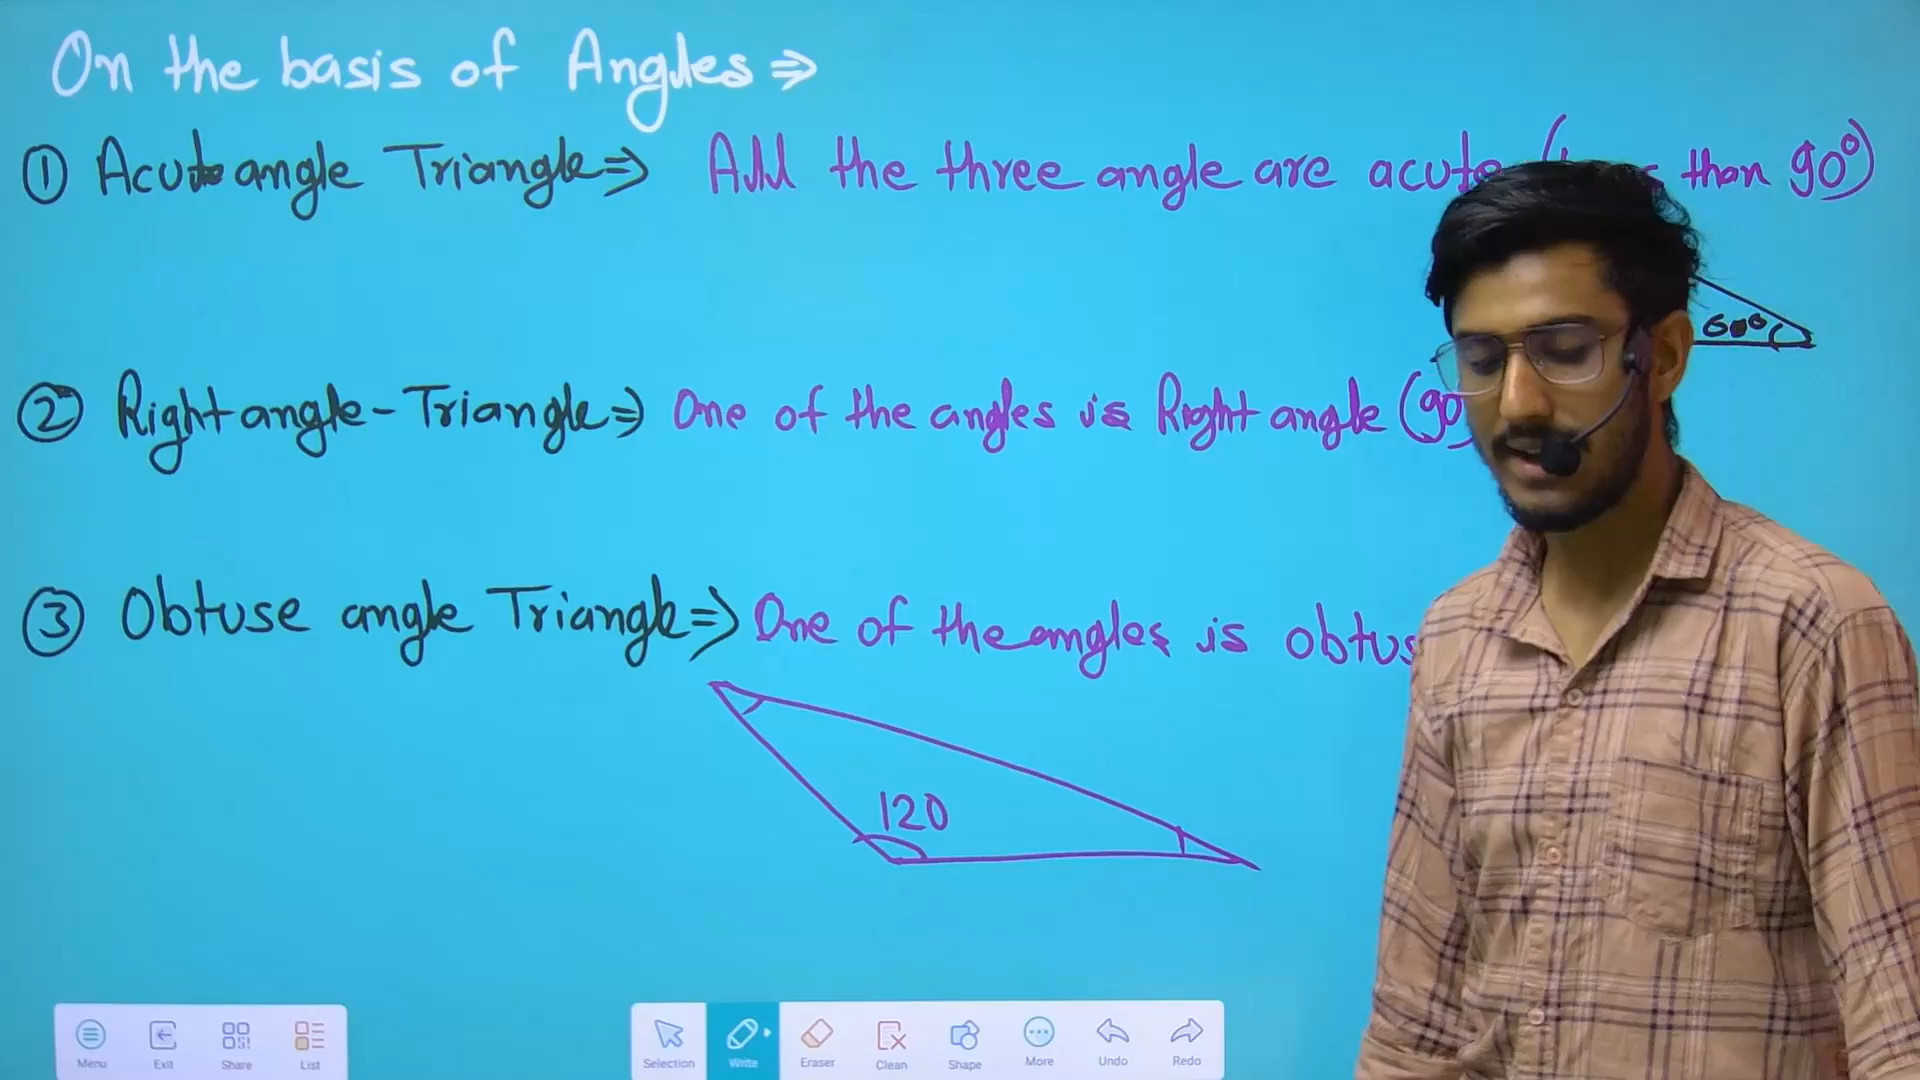 On the basis of Angles ⇒
① Acute angle Triangle ⇒ All the three angle are acute than 90°)
60°
② Right angle - Triangle ⇒ One of the angles is Right angle (90
③ Obtuse angle Triangle ⇒ One of the angles is
120
Menu Exit Share List Selection Write Eraser Clean Shape More Undo Redo